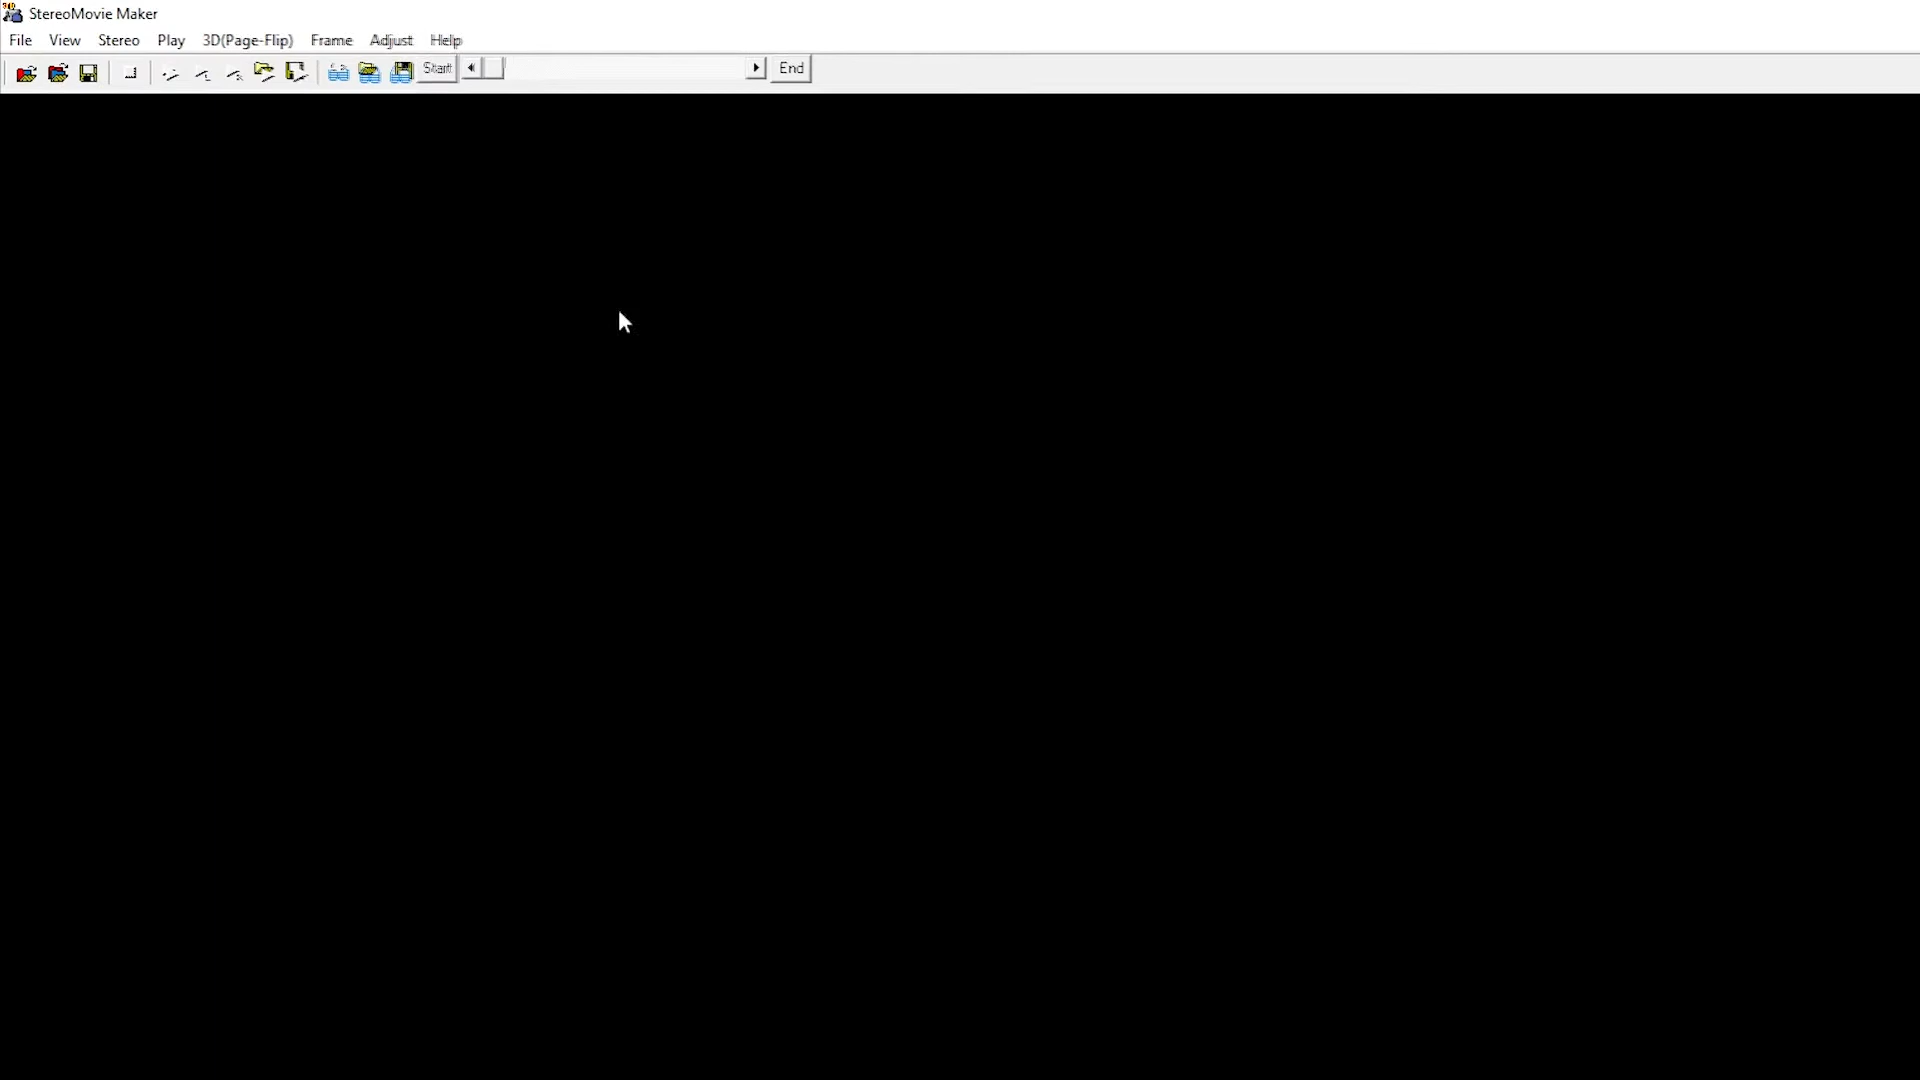 StereoMovie Maker
File View Stereo Play 3D(Page-Flip) Frame Adjust Help
Start End